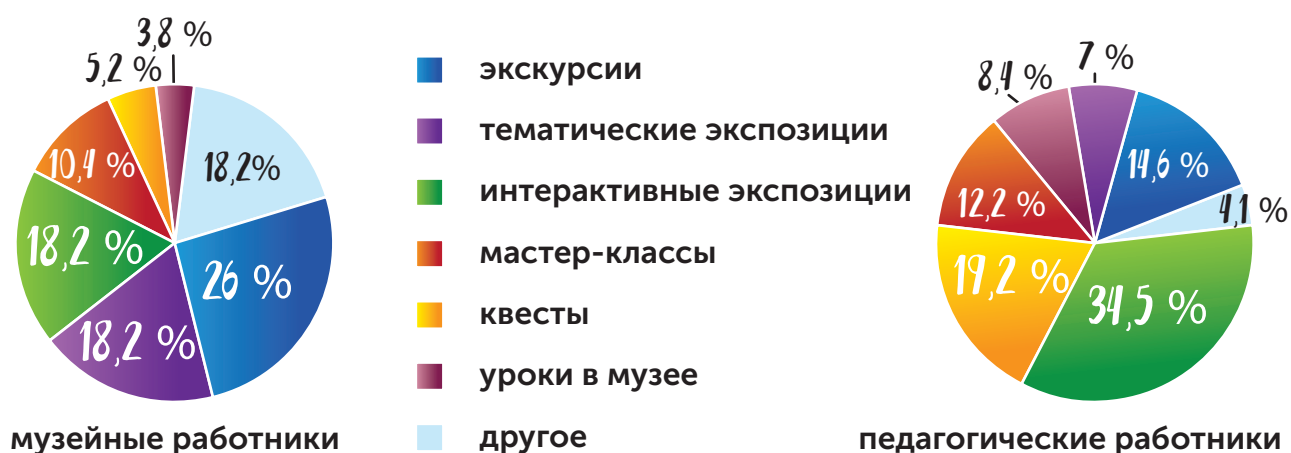 3,8 %
5,2 %
10,4 %
18,2%
18,2 %
26 %
18,2 %
музейные работники
экскурсии
тематические экспозиции
интерактивные экспозиции
мастер-классы
квесты
уроки в музее
другое
7 %
8,4 %
14,6 %
12,2 %
4,1 %
19,2 %
34,5 %
педагогические работники